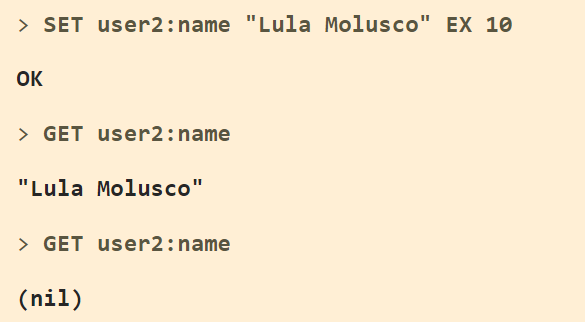 > SET user2:name "Lula Molusco" EX 10
OK
> GET user2:name
"Lula Molusco"
> GET user2:name
(nil)